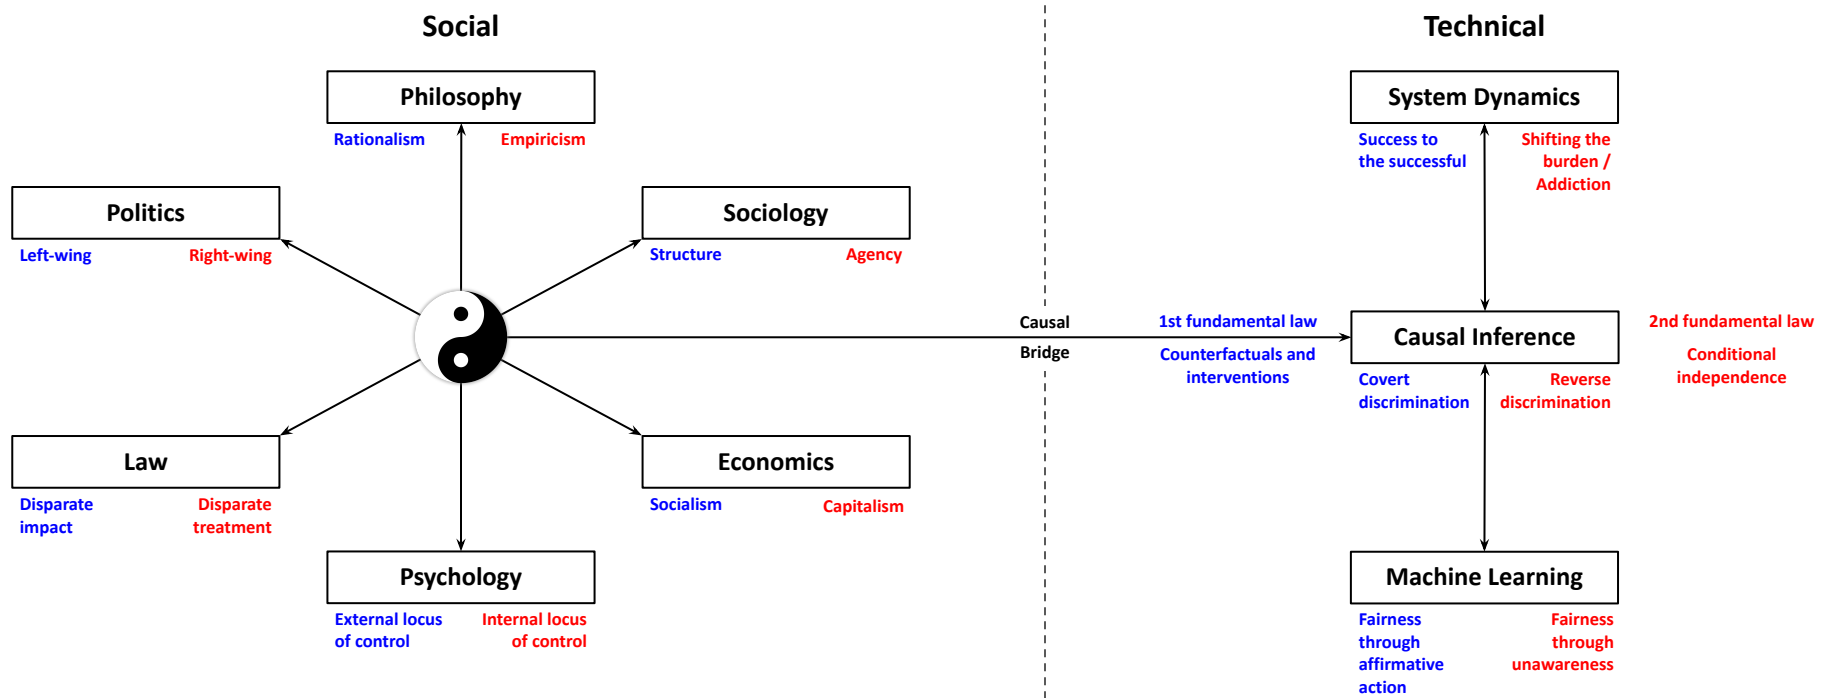 Social
Technical
Philosophy
Rationalism
Empiricism
Politics
Left-wing
Right-wing
Sociology
Structure
Agency
Law
Disparate
impact
Disparate
treatment
Economics
Socialism
Capitalism
Psychology
External locus
of control
Internal locus
of control
Causal
Bridge
System Dynamics
Success to
the successful
Shifting the
burden /
Addiction
1st fundamental law
Counterfactuals and
interventions
Causal Inference
Covert
discrimination
Reverse
discrimination
2nd fundamental law
Conditional
independence
Machine Learning
Fairness
through
affirmative
action
Fairness
through
unawareness